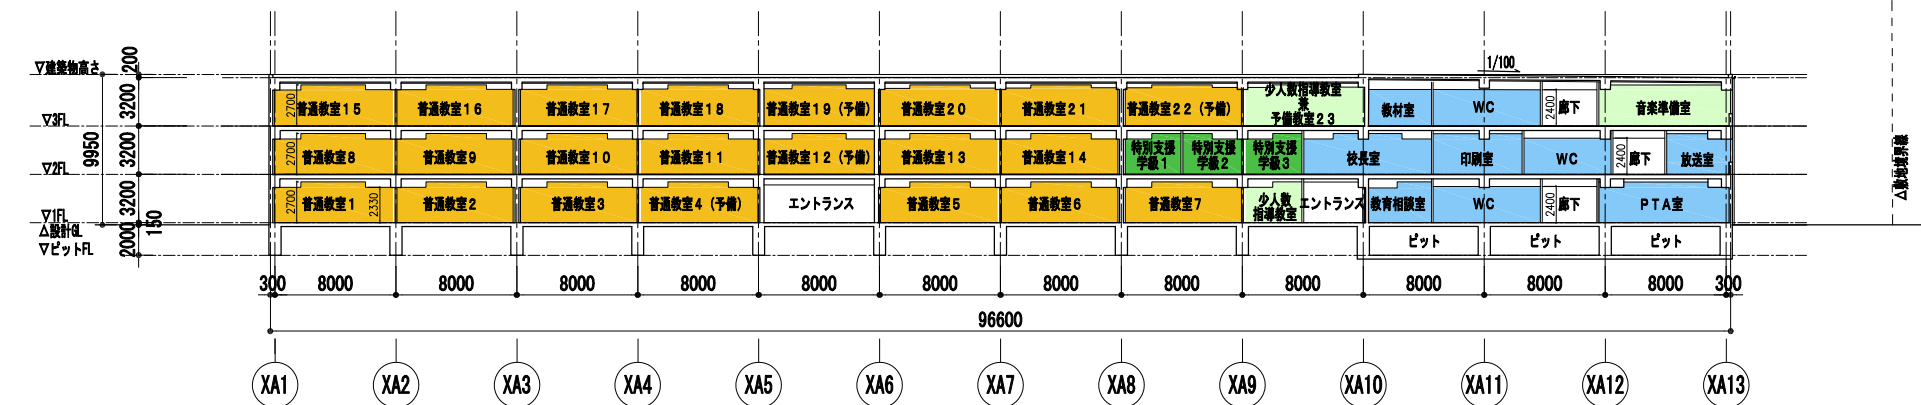 1/100
▽建築物高さ
200
3200
2700
普通教室15
普通教室16
普通教室17
普通教室18
普通教室19(予備)
普通教室20
普通教室21
普通教室22(予備)
少人数指導教室
兼
予備教室23
教材室
WC
2400
廊下
音楽準備室
▽3FL
9950
3200
2700
普通教室8
普通教室9
普通教室10
普通教室11
普通教室12(予備)
普通教室13
普通教室14
特別支援
学級1
特別支援
学級2
特別支援
学級3
校長室
印刷室
WC
2400
廊下
放送室
▽2FL
3200
2700
普通教室1
2330
普通教室2
普通教室3
普通教室4(予備)
エントランス
普通教室5
普通教室6
普通教室7
少人数
指導教室
エントランス
教育相談室
WC
2400
廊下
PTA室
▽1FL
△設計GL
150
▽ピットFL
2000
ピット
ピット
ピット
△敷地境界線
300
8000
8000
8000
8000
8000
8000
8000
8000
8000
8000
8000
8000
300
96600
XA1
XA2
XA3
XA4
XA5
XA6
XA7
XA8
XA9
XA10
XA11
XA12
XA13